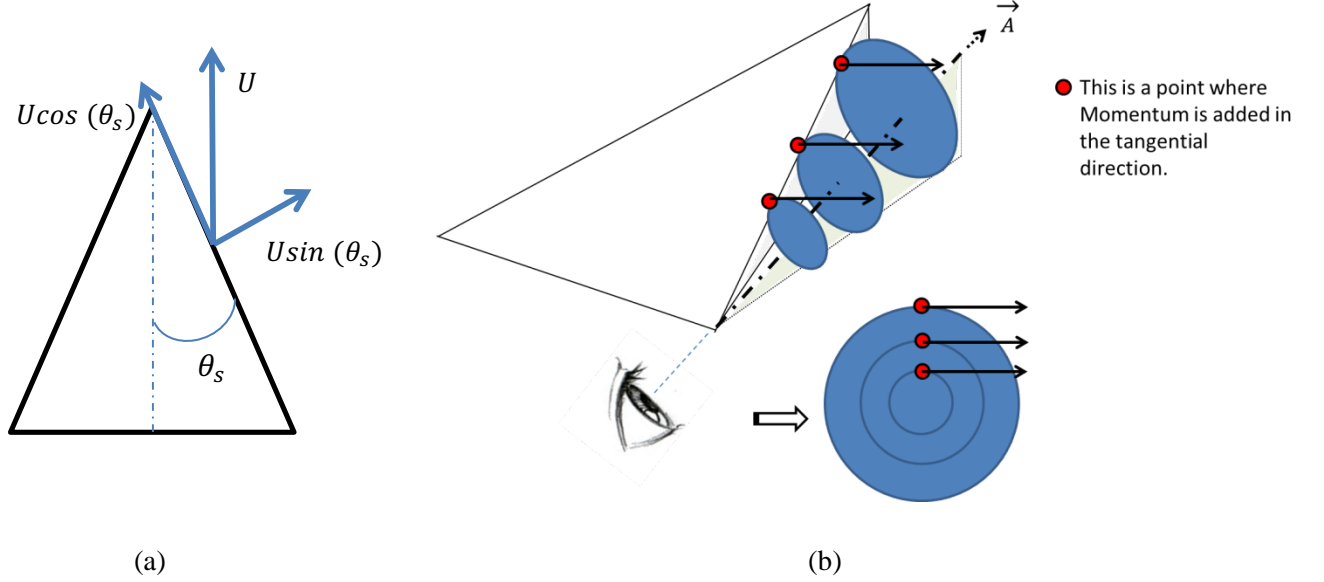 U
Ucos (θₛ)
Usin (θₛ)
θₛ
(a)
A⃗
This is a point where
Momentum is added in
the tangential
direction.
(b)